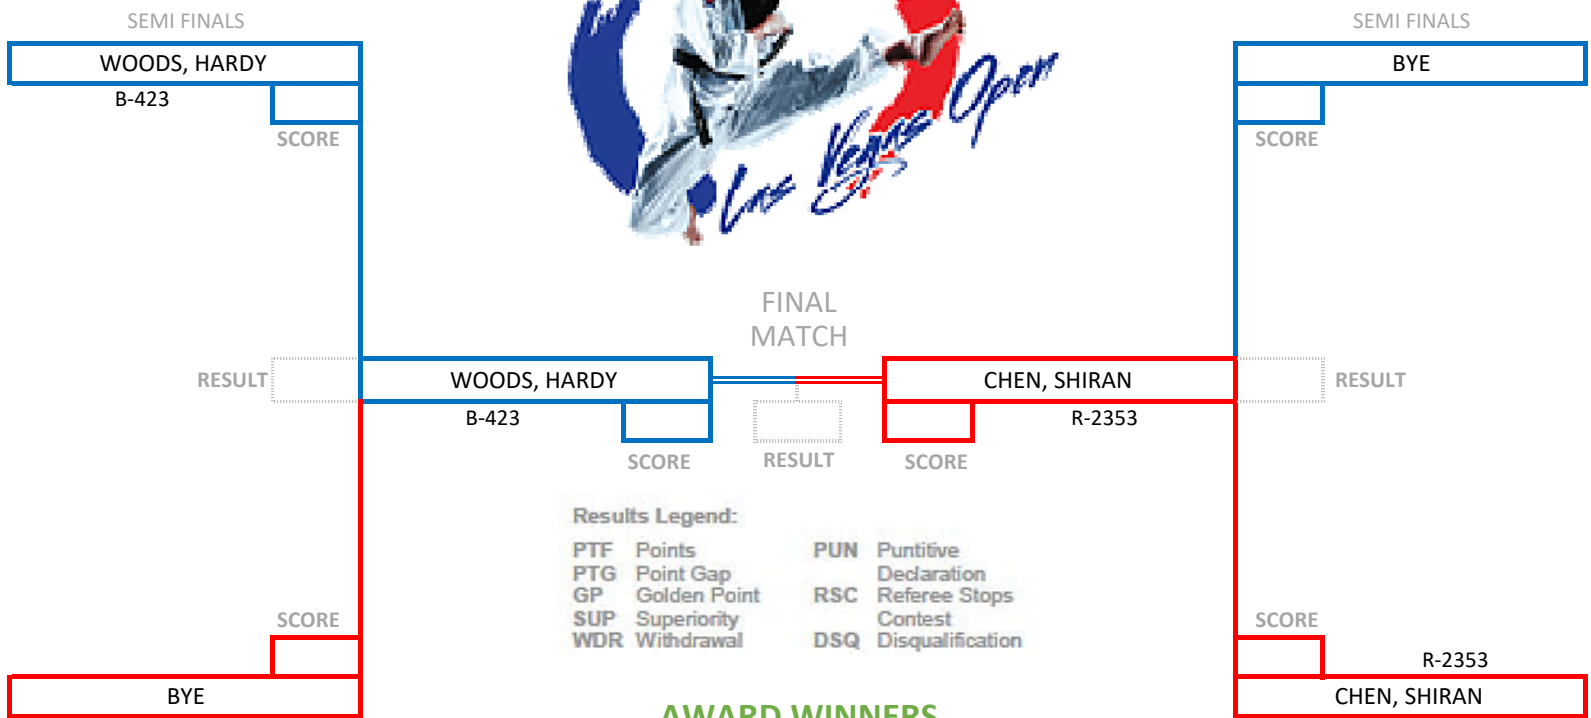 SEMI FINALS
SEMI FINALS
WOODS, HARDY
BYE
B-423
SCORE
SCORE
Las Vegas Open
FINAL
MATCH
RESULT
WOODS, HARDY
CHEN, SHIRAN
RESULT
B-423
R-2353
SCORE
RESULT
SCORE
Results Legend:
PTF Points
PTG Point Gap
GP Golden Point
SUP Superiority
WDR Withdrawal
PUN Puntitive
Declaration
RSC Referee Stops
Contest
DSQ Disqualification
SCORE
SCORE
R-2353
BYE
CHEN, SHIRAN
AWARD WINNERS